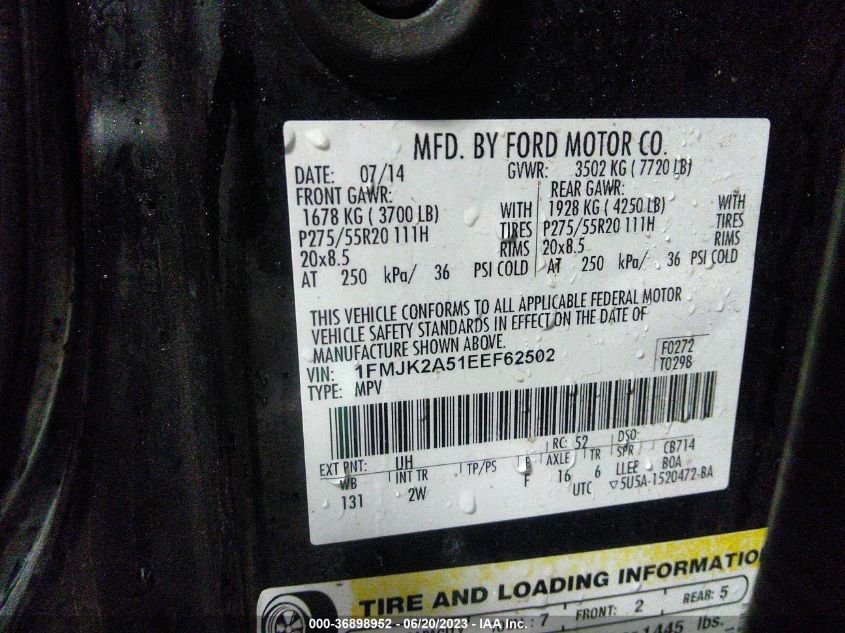 MFD. BY FORD MOTOR CO.
DATE: 07/14 GVWR: 3502 KG ( 7720 LB)
FRONT GAWR: REAR GAWR:
1678 KG ( 3700 LB) WITH 1928 KG ( 4250 LB) WITH
P275/55R20 111H TIRES P275/55R20 111H TIRES
20x8.5 RIMS 20x8.5 RIMS
AT 250 kPa/ 36 PSI COLD AT 250 kPa/ 36 PSI COLD
THIS VEHICLE CONFORMS TO ALL APPLICABLE FEDERAL MOTOR
VEHICLE SAFETY STANDARDS IN EFFECT ON THE DATE OF
MANUFACTURE SHOWN ABOVE.
VIN: 1FMJK2A51EEF62502 F0272
TYPE: MPV T0298
EXT PNT: UH RC: 52 DSO:
WB INT TR TP/PS R AXLE TR SPR CB714
131 2W F 16 6 LLEE BOA
UTC ▽5U5A-1520472-BA
TIRE AND LOADING INFORMATIO
: 7 FRONT: 2 REAR: 5
1445 lbs.
000-36898952 - 06/20/2023 - IAA Inc.